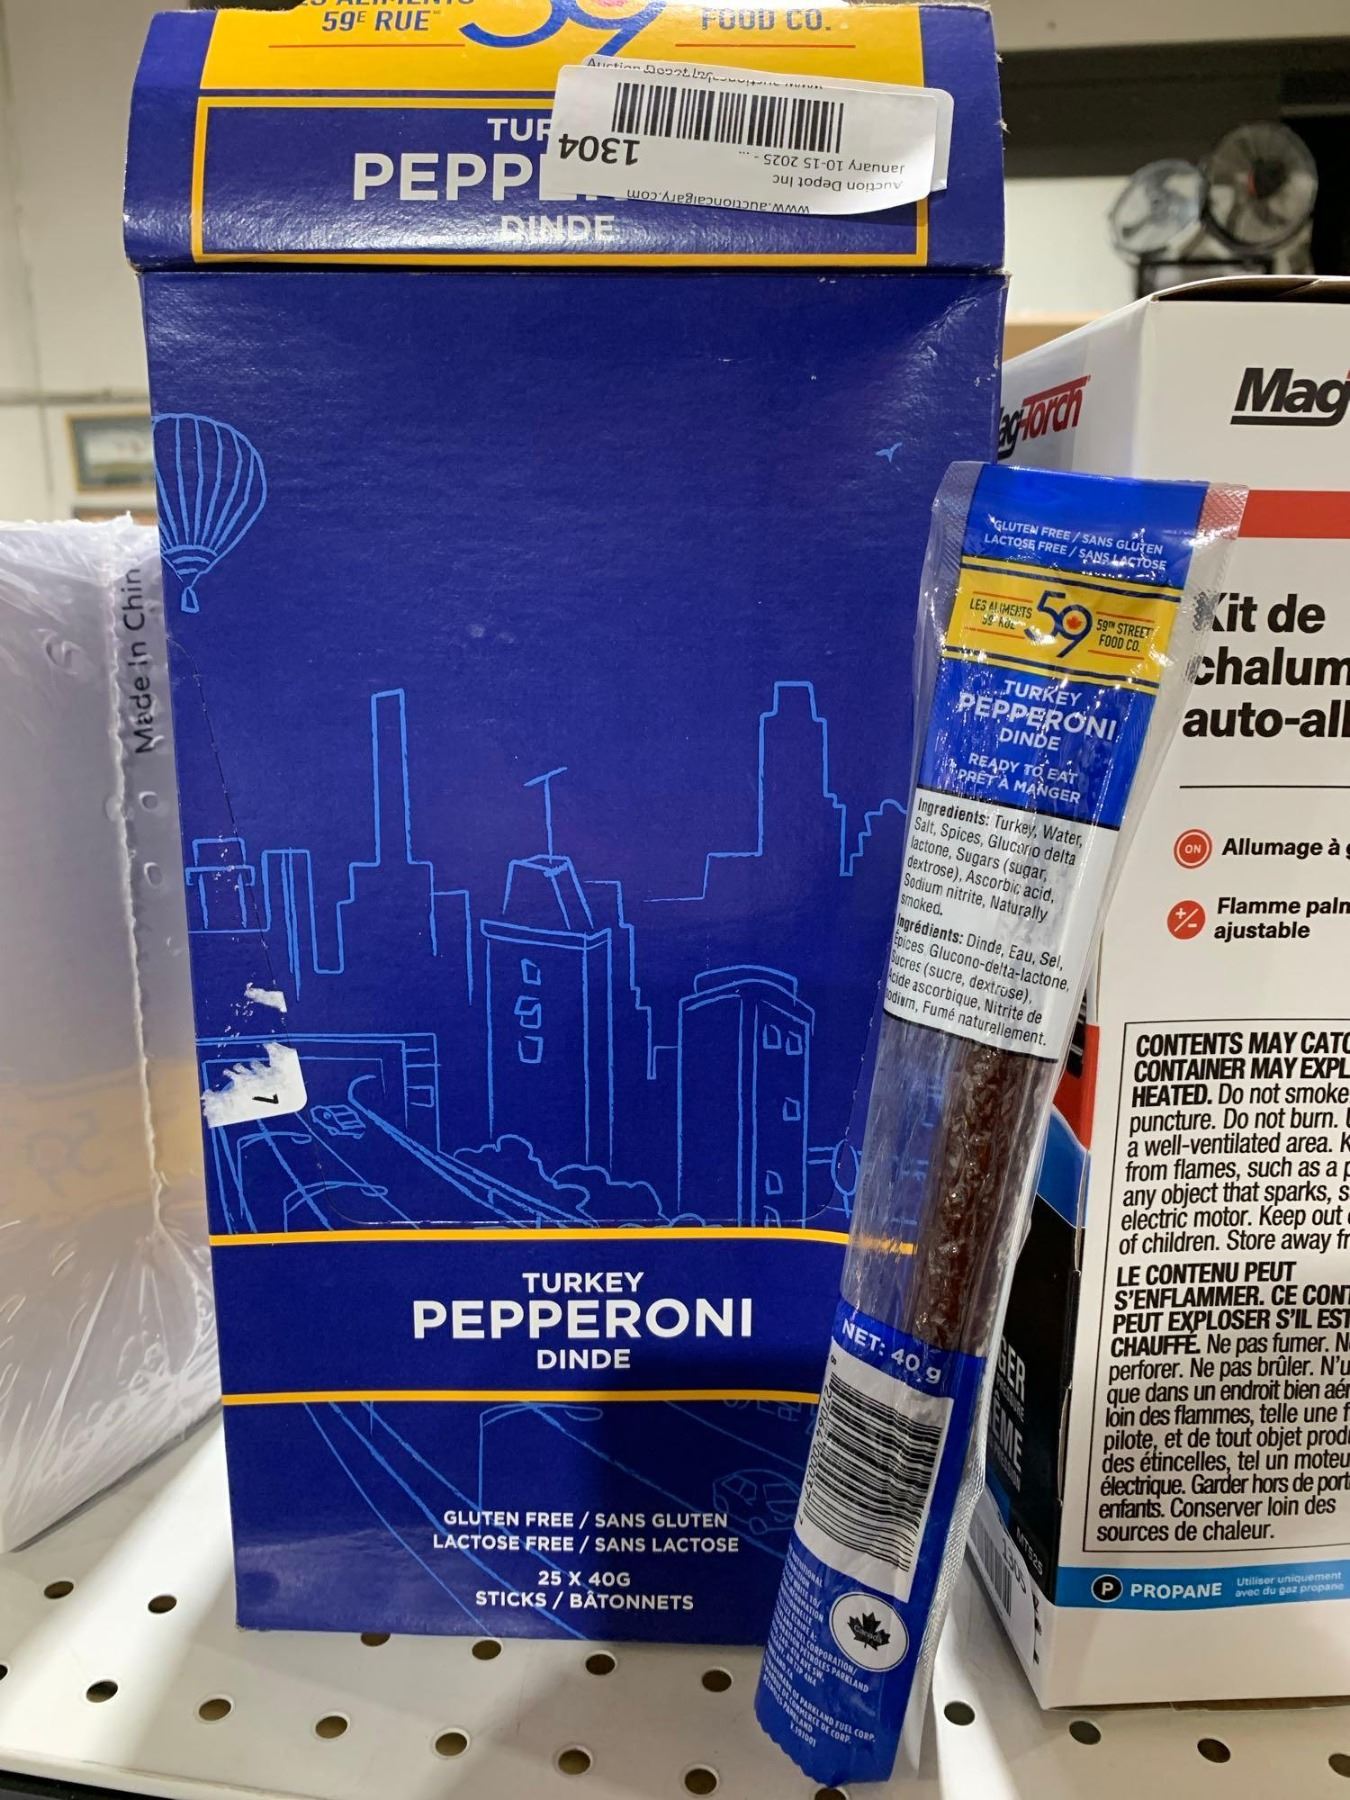 59E RUE
59
FOOD CO.
PEPP
DINDE
1304
Auction Depot Inc
January 10-15 2025 - ...
www.auctioncalgary.com
Made in Chin
TURKEY
PEPPERONI
DINDE
GLUTEN FREE / SANS GLUTEN
LACTOSE FREE / SANS LACTOSE
25 X 40G
STICKS / BÂTONNETS
GLUTEN FREE / SANS GLUTEN
LACTOSE FREE / SANS LACTOSE
LES ALIMENTS
59E RUE
59
59TH STREET
FOOD CO.
TURKEY
PEPPERONI
DINDE
READY TO EAT
PRÊT À MANGER
Ingredients: Turkey, Water,
Salt, Spices, Glucono delta
lactone, Sugars (sugar,
dextrose), Ascorbic acid,
Sodium nitrite, Naturally
smoked.
Ingrédients: Dinde, Eau, Sel,
Épices, Glucono-delta-lactone,
Sucres (sucre, dextrose),
Acide ascorbique, Nitrite de
sodium, Fumé naturellement.
NET: 40 g
Canada
Mag
Torch
Kit de
chalum
auto-all
ON Allumage à g
+/- Flamme palm
ajustable
CONTENTS MAY CATC
CONTAINER MAY EXPL
HEATED. Do not smoke
puncture. Do not burn. U
a well-ventilated area. K
from flames, such as a p
any object that sparks, s
electric motor. Keep out o
of children. Store away fr
LE CONTENU PEUT
S'ENFLAMMER. CE CONT
PEUT EXPLOSER S'IL EST
CHAUFFÉ. Ne pas fumer. N
perforer. Ne pas brûler. N'u
que dans un endroit bien aér
loin des flammes, telle une f
pilote, et de tout objet prod
des étincelles, tel un moteu
électrique. Garder hors de port
enfants. Conserver loin des
sources de chaleur.
P PROPANE
Utiliser uniquement
avec du gaz propane
MT525